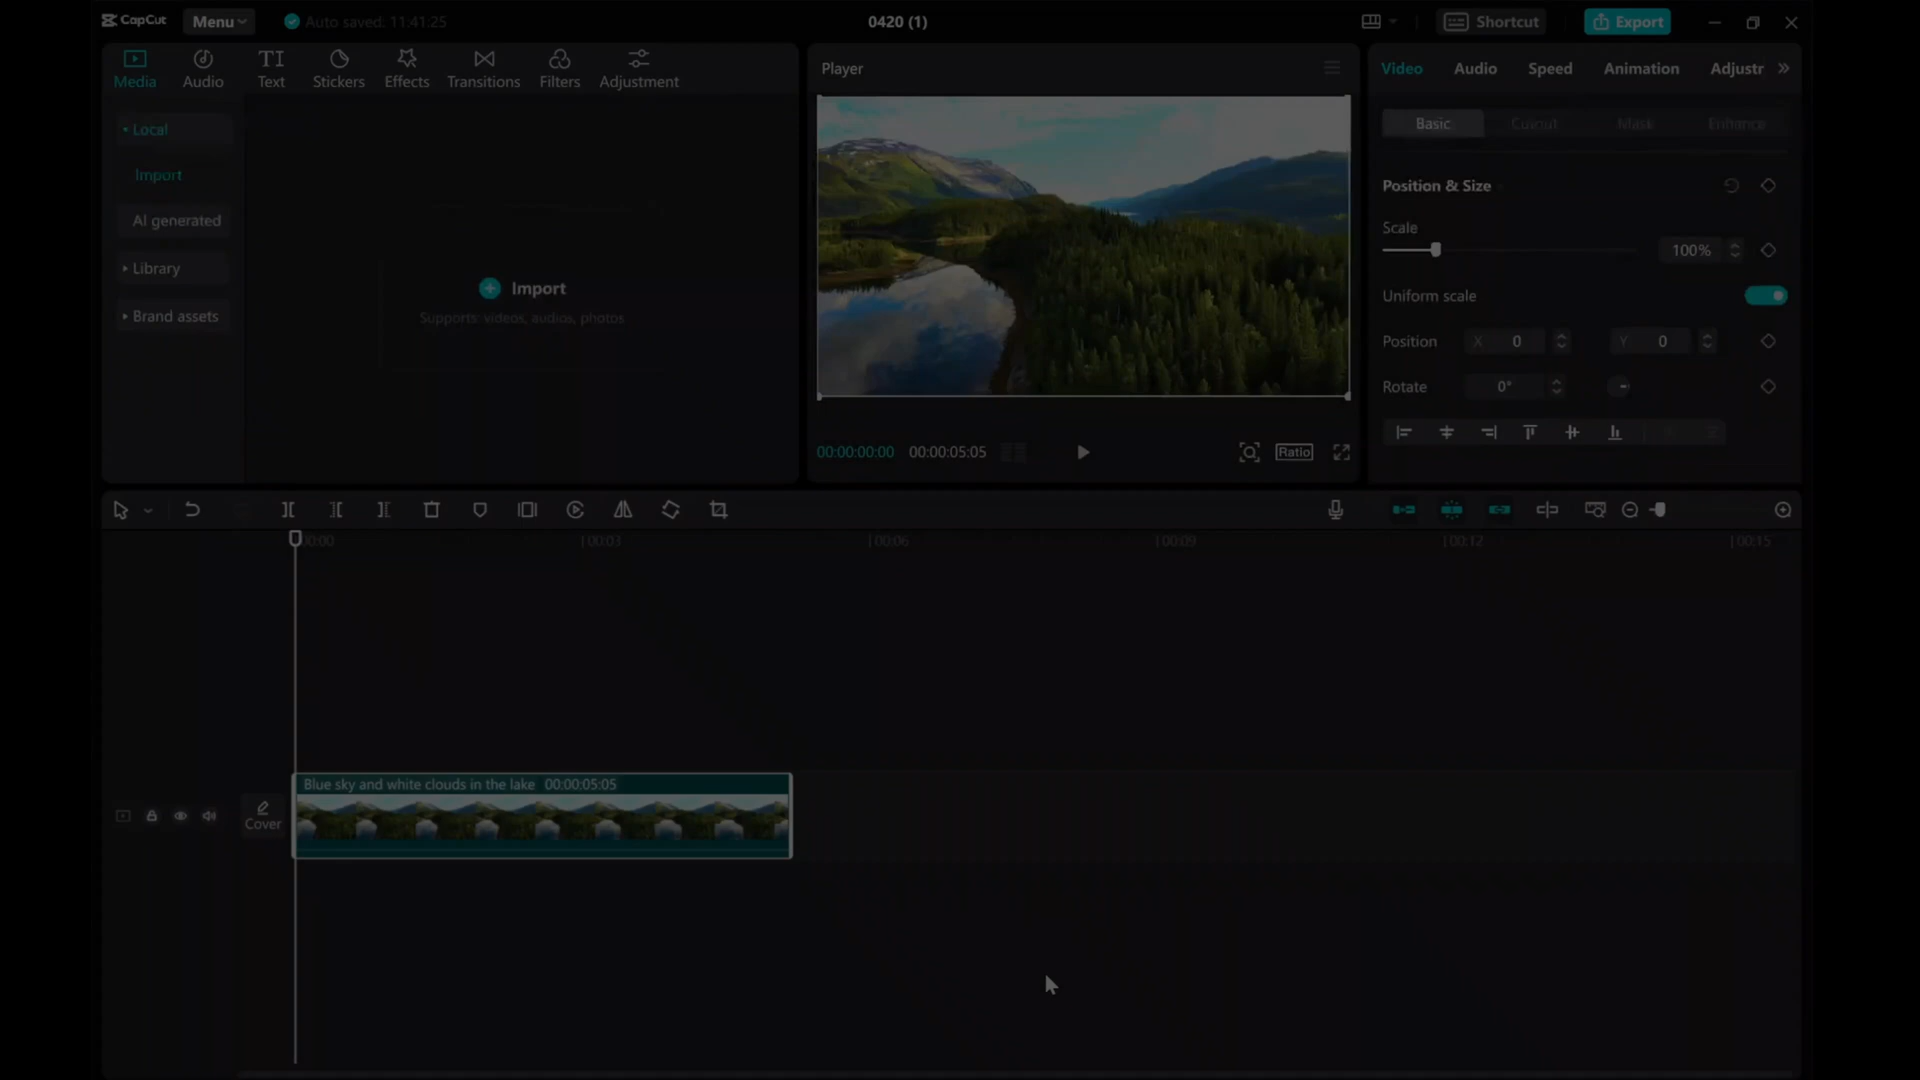 CapCut Menu Auto saved: 11:41:25 0420 (1) Shortcut Export
Media Audio Text Stickers Effects Transitions Filters Adjustment
Local
Import
AI generated
Library
Brand assets
Import
Supports: videos, audios, photos
Player
00:00:00:00 00:00:05:05 Ratio
Video Audio Speed Animation Adjustr
Basic Cutout Mask Enhance
Position & Size
Scale
100%
Uniform scale
Position X 0 Y 0
Rotate 0°
00:00 00:03 00:06 00:09 00:12 00:15
Blue sky and white clouds in the lake 00:00:05:05
Cover